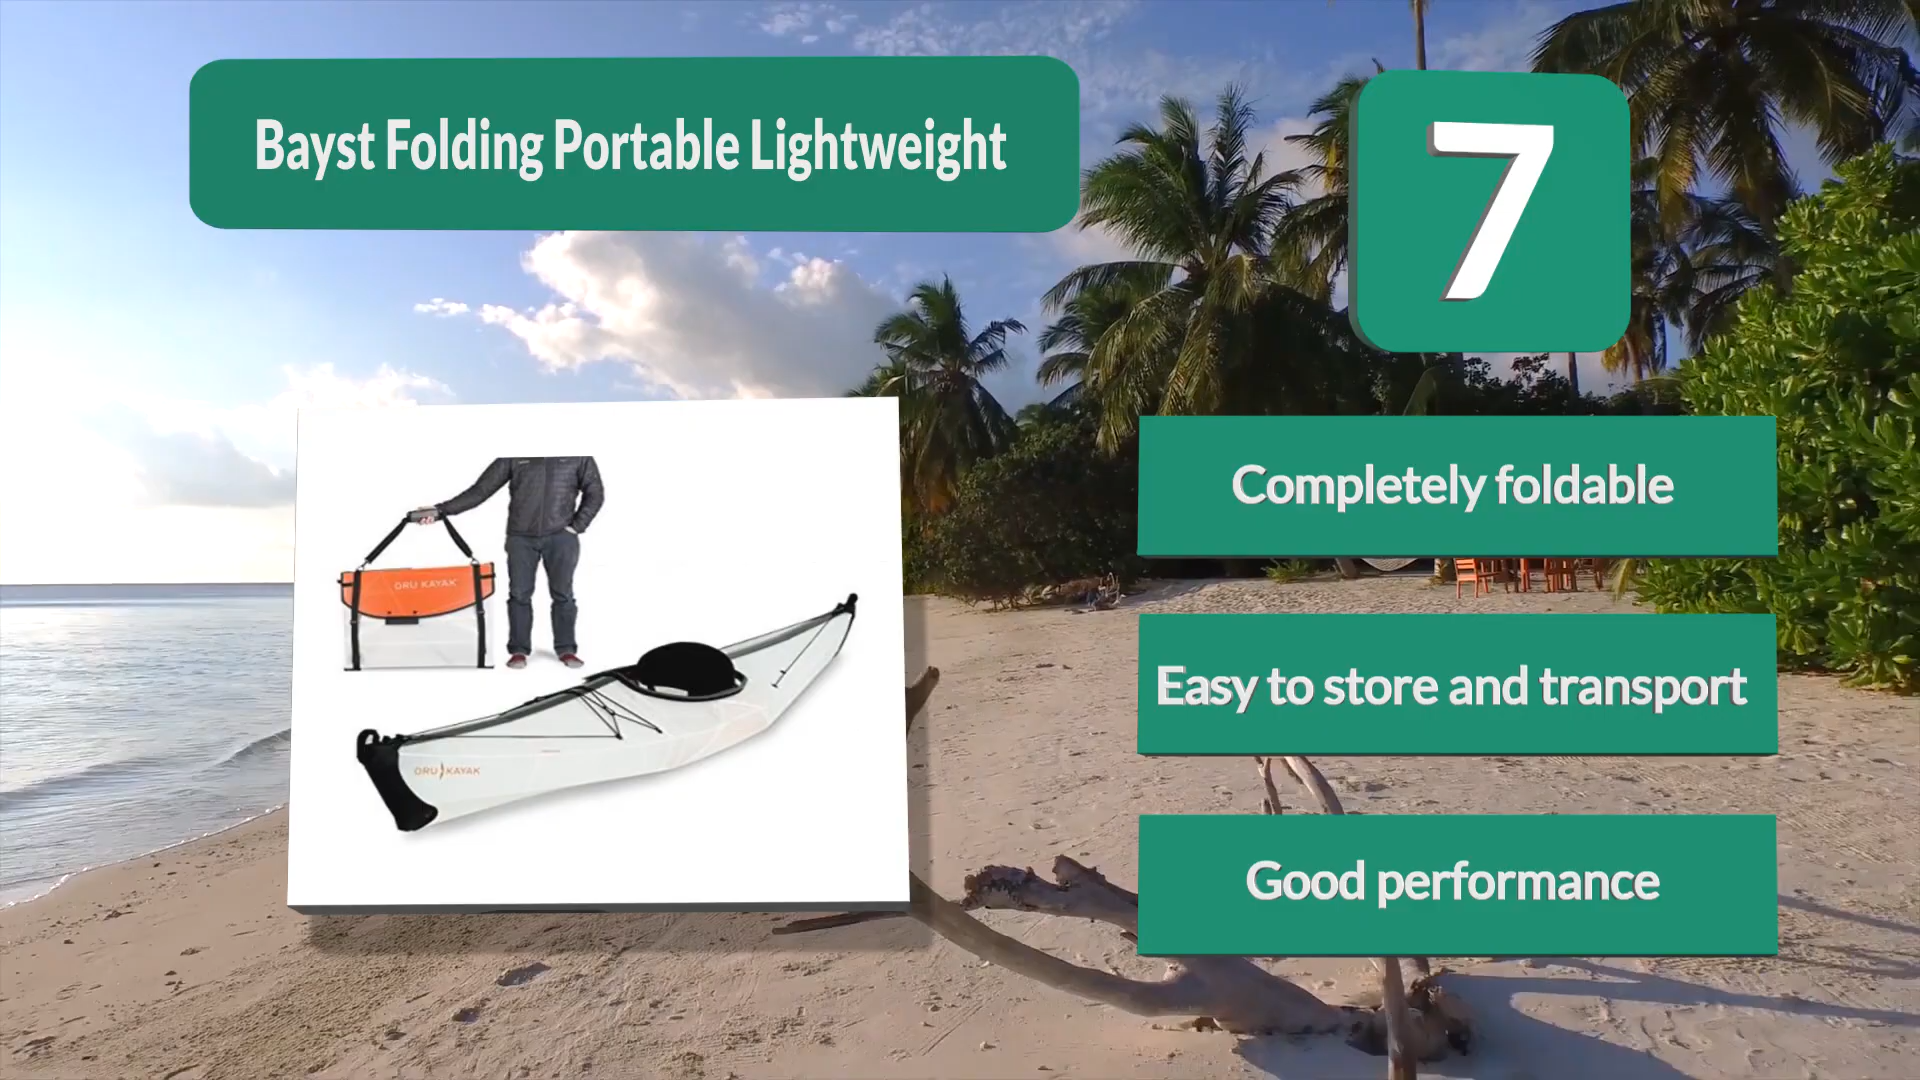 Bayst Folding Portable Lightweight
7
Completely foldable
ORU KAYAK
Easy to store and transport
ORU KAYAK
Good performance